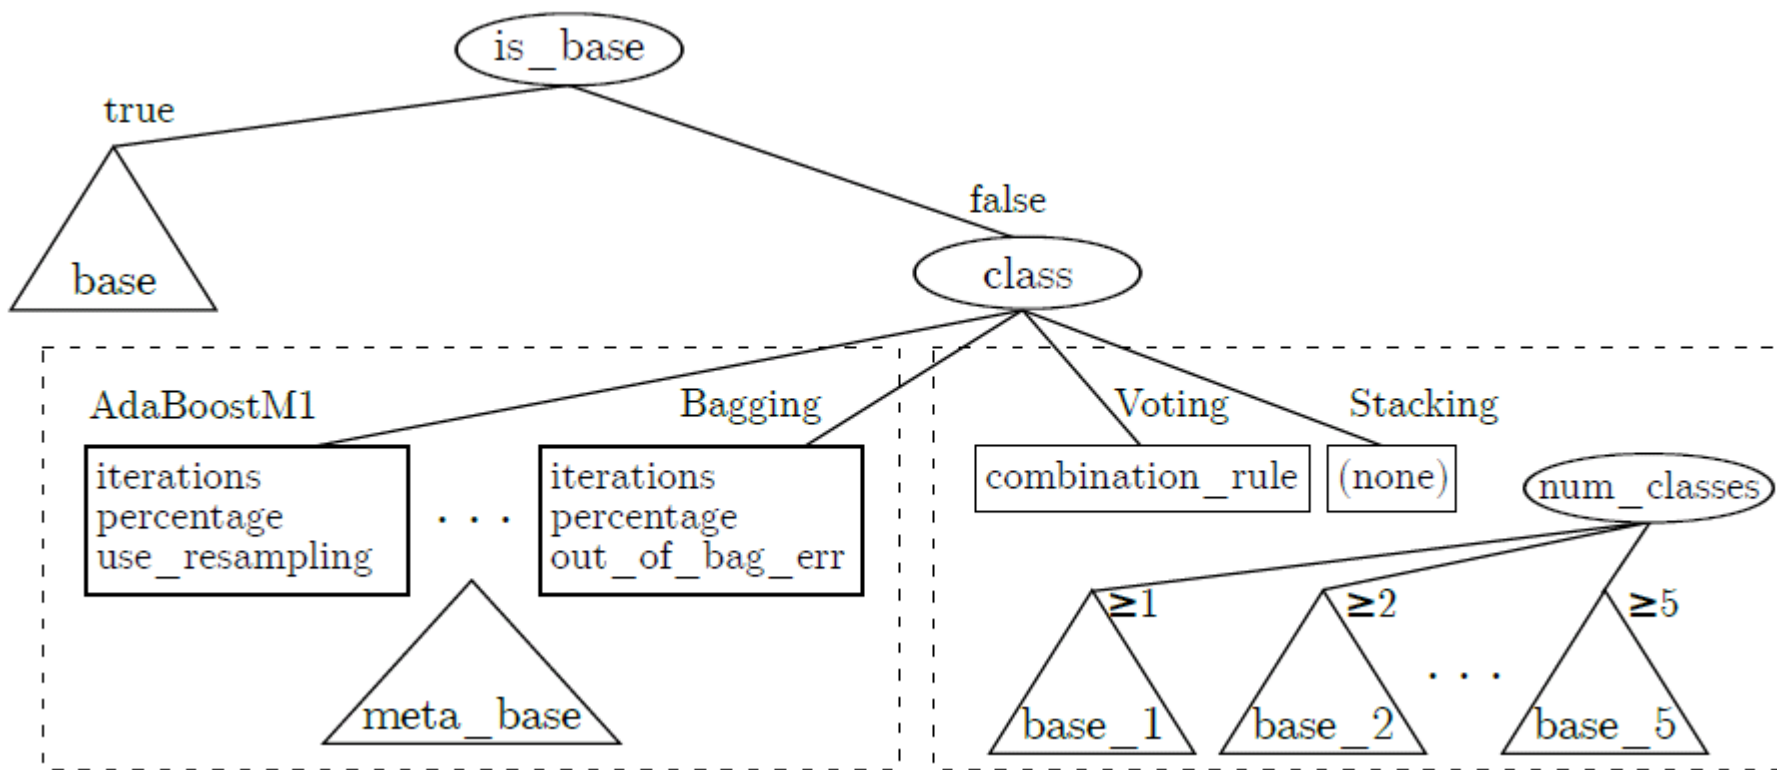 is_base
true
false
base
class
AdaBoostM1
Bagging
Voting
Stacking
iterations
percentage
use_resampling
. . .
iterations
percentage
out_of_bag_err
combination_rule
(none)
num_classes
≥1
≥2
≥5
meta_base
base_1
base_2
. . .
base_5